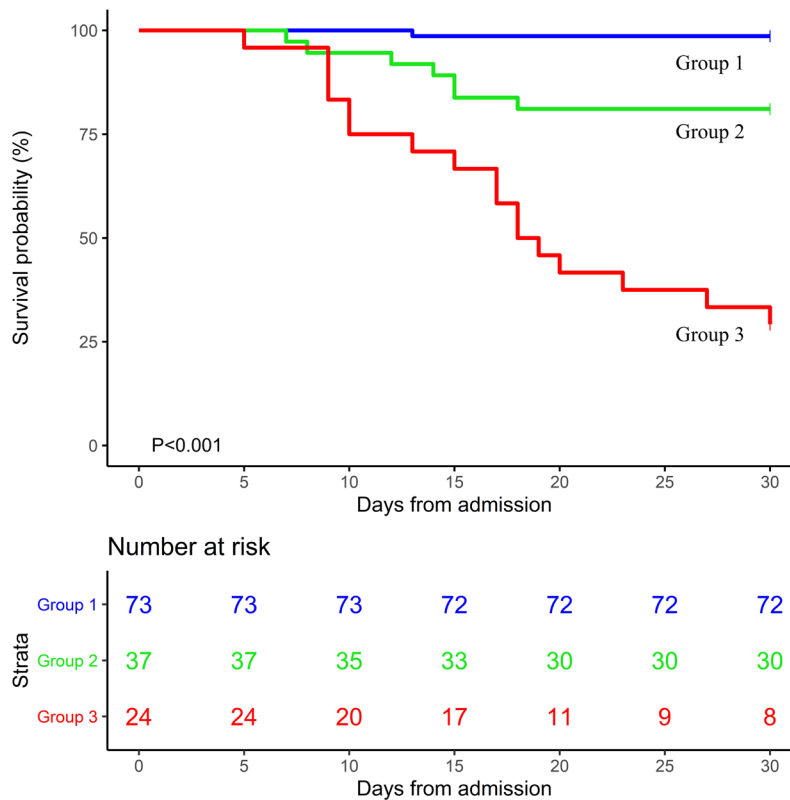 100
Group 1
Group 2
75
Survival probability (%)
50
25
Group 3
0
P<0.001
0 5 10 15 20 25 30
Days from admission
Number at risk
Strata
Group 1 73 73 73 72 72 72 72
Group 2 37 37 35 33 30 30 30
Group 3 24 24 20 17 11 9 8
0 5 10 15 20 25 30
Days from admission